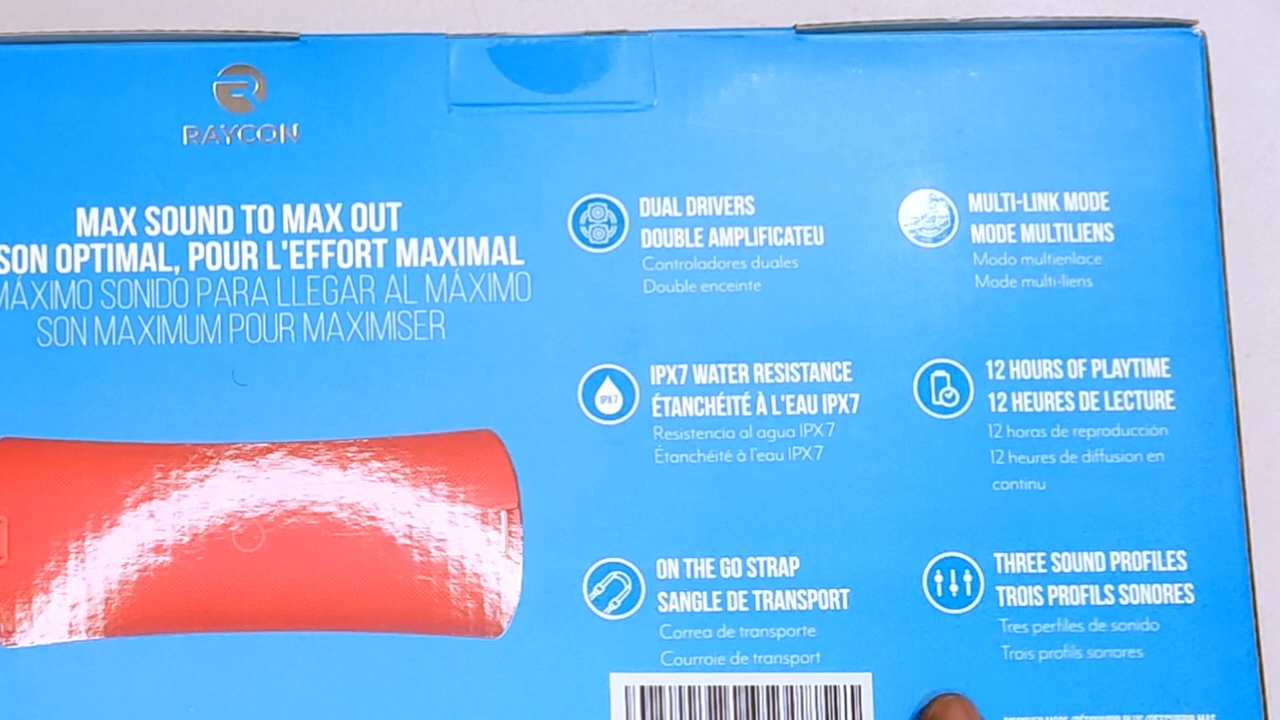 RAYCON
MAX SOUND TO MAX OUT
SON OPTIMAL, POUR L'EFFORT MAXIMAL
MÁXIMO SONIDO PARA LLEGAR AL MÁXIMO
SON MAXIMUM POUR MAXIMISER
DUAL DRIVERS
DOUBLE AMPLIFICATEU
Controladores duales
Double enceinte
MULTI-LINK MODE
MODE MULTILIENS
Modo multienlace
Mode multi-liens
IPX7
IPX7 WATER RESISTANCE
ÉTANCHÉITÉ À L'EAU IPX7
Resistencia al agua IPX7
Étanchéité à l'eau IPX7
12 HOURS OF PLAYTIME
12 HEURES DE LECTURE
12 horas de reproducción
12 heures de diffusion en
continu
ON THE GO STRAP
SANGLE DE TRANSPORT
Correa de transporte
Courroie de transport
THREE SOUND PROFILES
TROIS PROFILS SONORES
Tres perfiles de sonido
Trois profils sonores